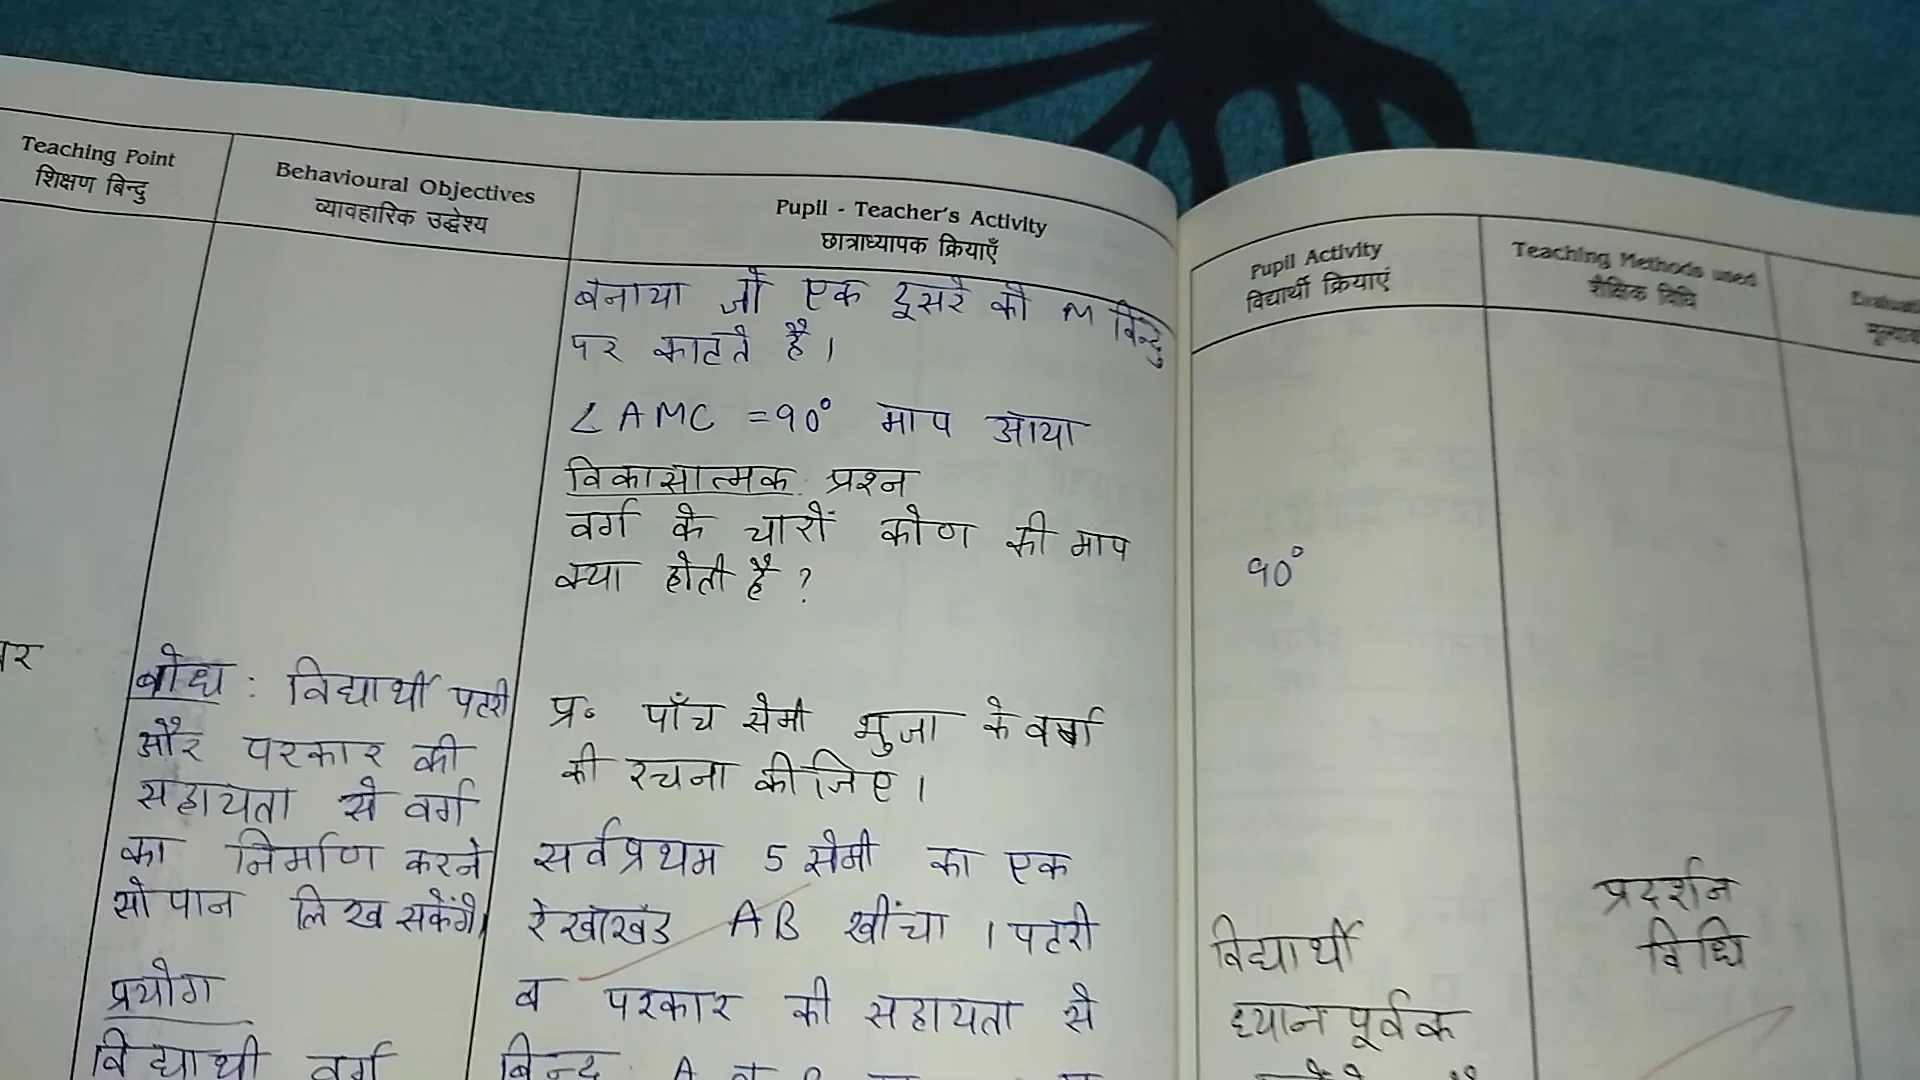 Teaching Point
शिक्षण बिन्दु
Behavioural Objectives
व्यावहारिक उद्धेश्य
Pupil - Teacher's Activity
छात्राध्यापक क्रियाएँ
Pupil Activity
विद्यार्थी क्रियाएं
Teaching Methods used
शैक्षिक विधि
बोध : विद्यार्थी पटरी
और परकार की
सहायता से वर्ग
का निर्माण करने
सोपान लिख सकेंगे।
प्रयोग
विद्यार्थी वर्ग
बनाया जो एक दूसरे को M बिन्दु
पर काटते है।
∠AMC = 90° माप आया
विकासात्मक प्रश्न
वर्ग के चारों कोण की माप
क्या होती है ?
प्र० पाँच सेमी भुजा के वर्ग
की रचना कीजिए।
सर्वप्रथम 5 सेमी का एक
रेखाखंड AB खींचा । पटरी
व परकार की सहायता से
बिन्दु A
90°
विद्यार्थी
ध्यानपूर्वक
प्रदर्शन
विधि